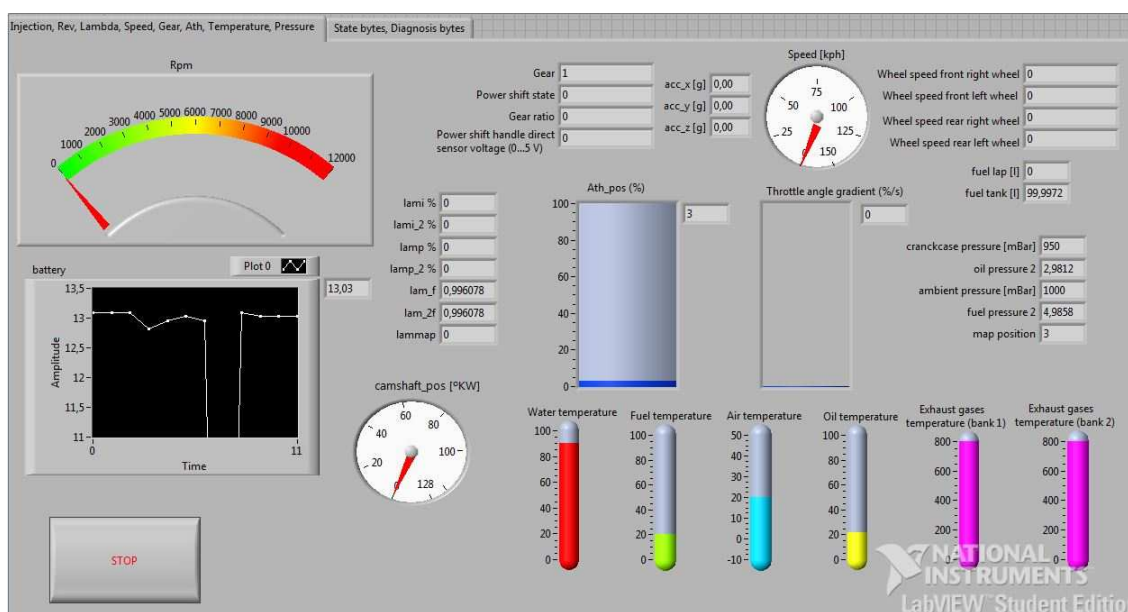 Injection, Rev, Lambda, Speed, Gear, Ath, Temperature, Pressure
State bytes, Diagnosis bytes
Rpm
0
1000
2000
3000
4000
5000
6000
7000
8000
9000
10000
12000
Gear 1
Power shift state 0
Gear ratio 0
Power shift handle direct 0
sensor voltage (0...5 V)
acc_x [g] 0,00
acc_y [g] 0,00
acc_z [g] 0,00
Speed [kph]
0
25
50
75
100
125
150
Wheel speed front right wheel 0
Wheel speed front left wheel 0
Wheel speed rear right wheel 0
Wheel speed rear left wheel 0
fuel lap [l] 0
fuel tank [l] 99,9972
lami % 0
lami_2 % 0
lamp % 0
lamp_2 % 0
lam_f 0,996078
lam_2f 0,996078
lammap 0
Ath_pos (%)
3
100
80
60
40
20
0
Throttle angle gradient (%/s)
0
100
80
60
40
20
0
cranckcase pressure [mBar] 950
oil pressure 2 2,9812
ambient pressure [mBar] 1000
fuel pressure 2 4,9858
map position 3
battery
Plot 0
13,03
13,5
13
12,5
12
11,5
11
Amplitude
0
11
Time
camshaft_pos [ºKW]
0
20
40
60
80
100
128
Water temperature
100
80
60
40
20
0
Fuel temperature
100
80
60
40
20
0
Air temperature
50
40
30
20
10
0
-10
Oil temperature
100
80
60
40
20
0
Exhaust gases
temperature (bank 1)
800
600
400
200
0
Exhaust gases
temperature (bank 2)
800
600
400
200
0
STOP
NATIONAL
INSTRUMENTS
LabVIEW™ Student Edition